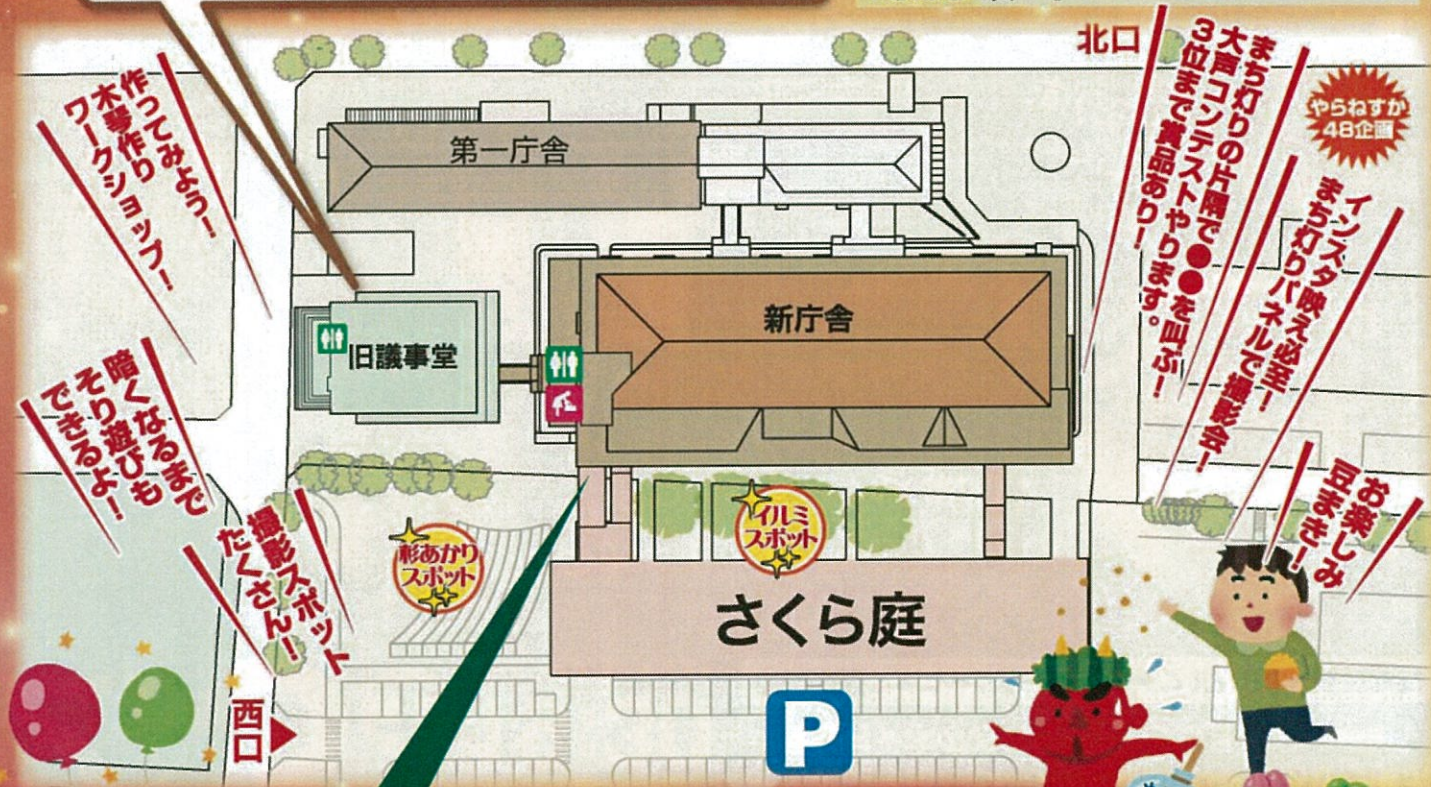 北口
やらねすか
48企画
まち灯りの片隅で●●を叫ぶ！
大声コンテストやります。
3位まで賞品あり！
インスタ映え必至！
まち灯りパネルで撮影会！
お楽しみ
豆まき！
作ってみよう！
木琴作り
ワークショップ！
暗くなるまで
そり遊びも
できるよ！
撮影スポット
たくさん！
第一庁舎
新庁舎
旧議事堂
杉あかり
スポット
イルミ
スポット
さくら庭
西口
P